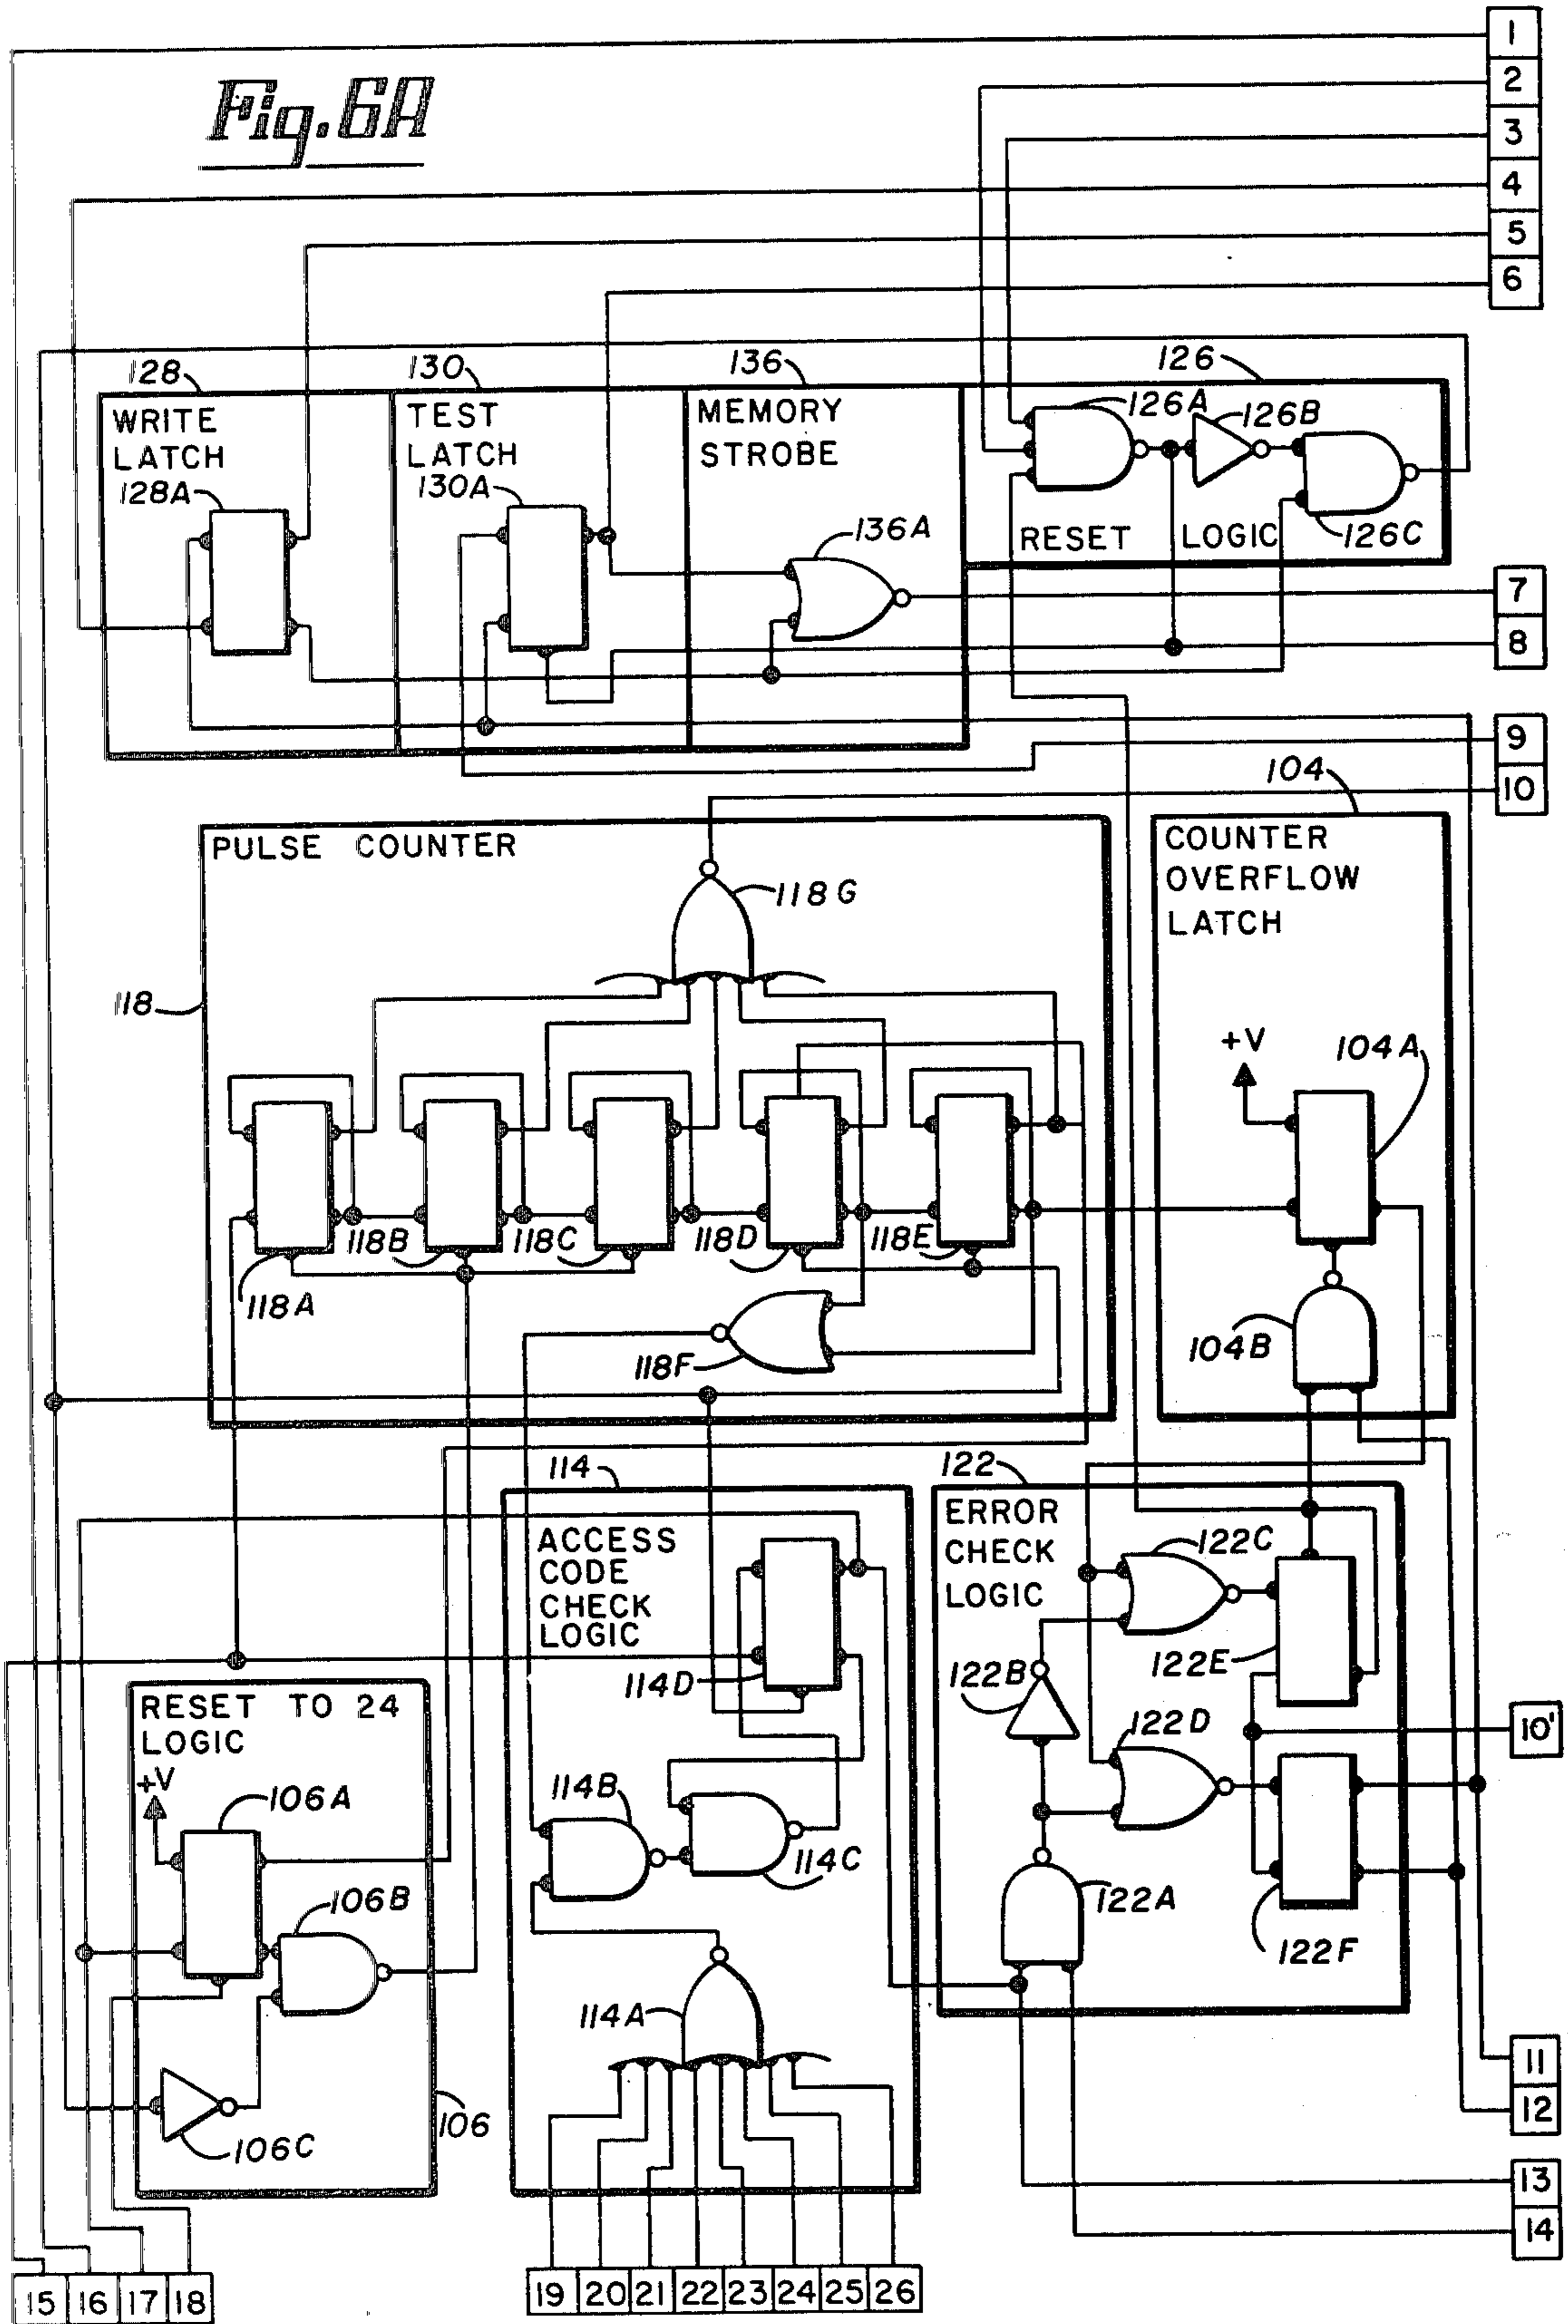 Fig. 6A
1
2
3
4
5
6
128
130
136
126
WRITE
LATCH
128A
TEST
LATCH
130A
MEMORY
STROBE
136A
126A
126B
126C
RESET LOGIC
7
8
9
10
104
PULSE COUNTER
118G
COUNTER
OVERFLOW
LATCH
118
+V
104A
118A
118B
118C
118D
118E
118F
104B
114
122
ACCESS
CODE
CHECK
LOGIC
114D
ERROR
CHECK
LOGIC
122C
122E
122B
122D
10'
RESET TO 24
LOGIC
+V
106A
106B
114B
114C
122A
122F
114A
106C
106
11
12
13
14
15 16 17 18
19 20 21 22 23 24 25 26